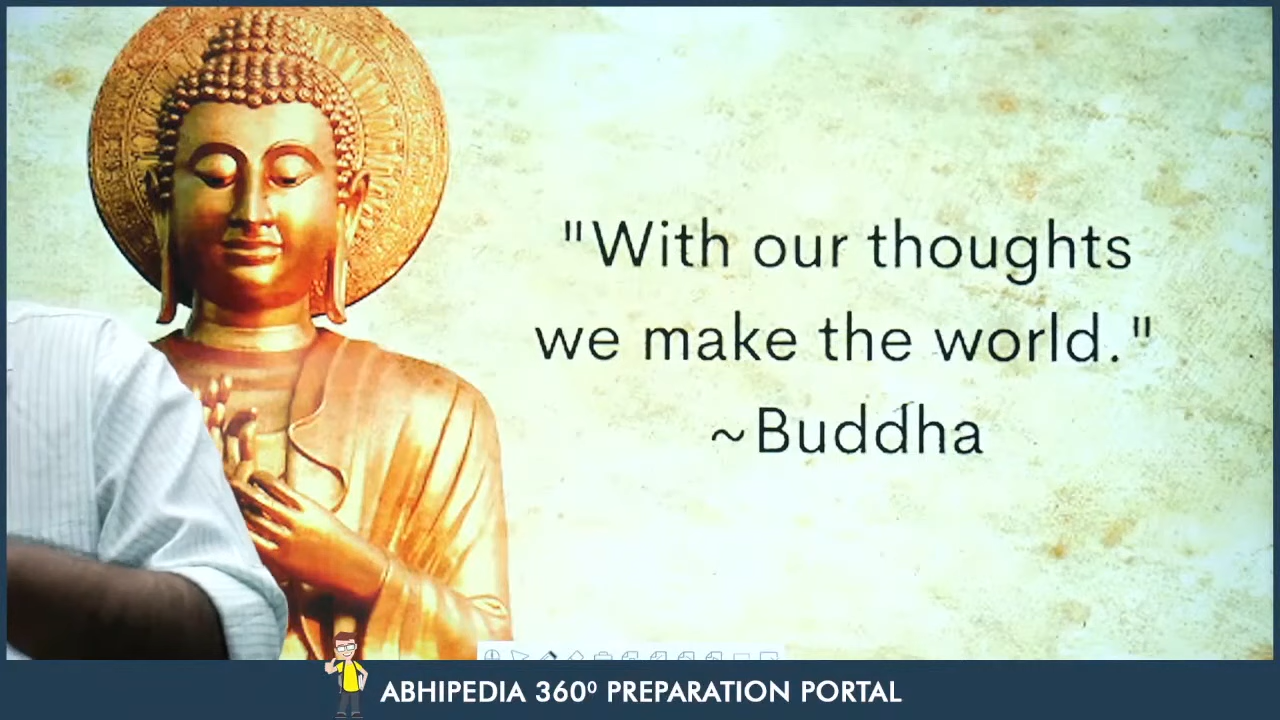 "With our thoughts
we make the world."
~Buddha
ABHIPEDIA 360⁰ PREPARATION PORTAL